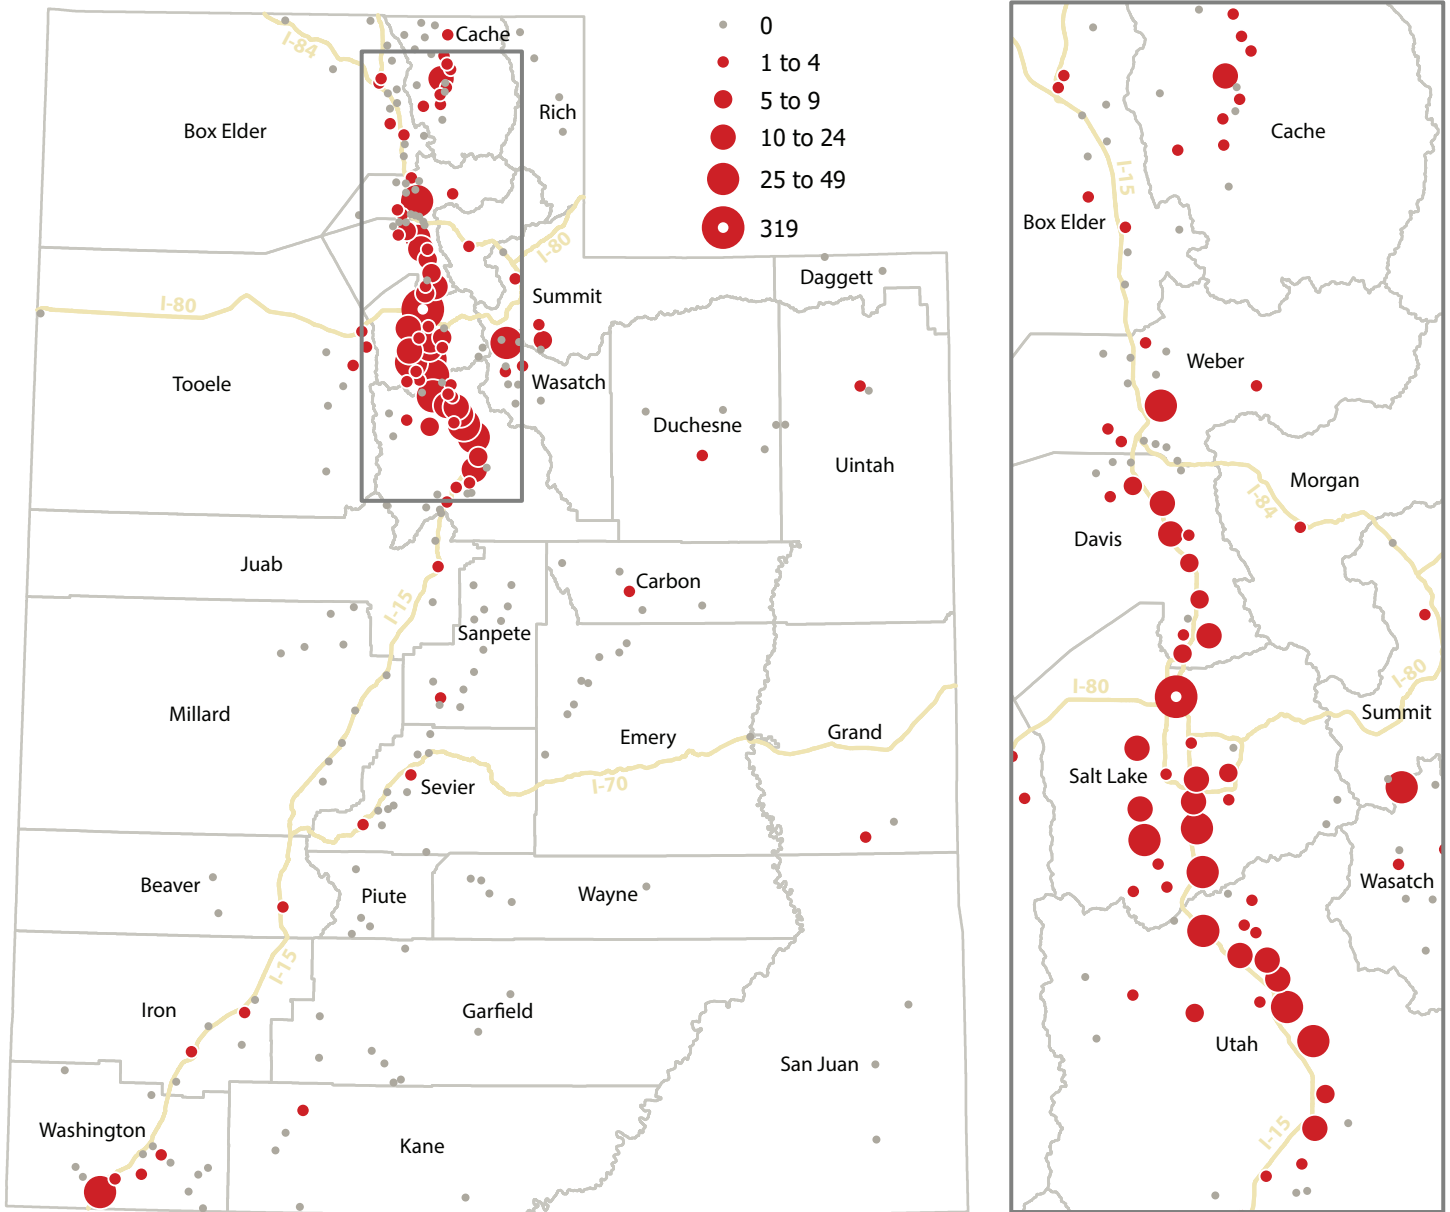 Cache
I-84
Rich
Box Elder
I-80
Summit
Daggett
I-80
Tooele
Wasatch
Duchesne
Uintah
Juab
Carbon
I-15
Sanpete
Millard
Emery
Grand
Sevier
I-70
Beaver
Piute
Wayne
I-15
Iron
Garfield
San Juan
Washington
Kane
0
1 to 4
5 to 9
10 to 24
25 to 49
319
Cache
I-15
Box Elder
Weber
Morgan
I-84
Davis
I-80
I-80
Summit
Salt Lake
Wasatch
Utah
I-15